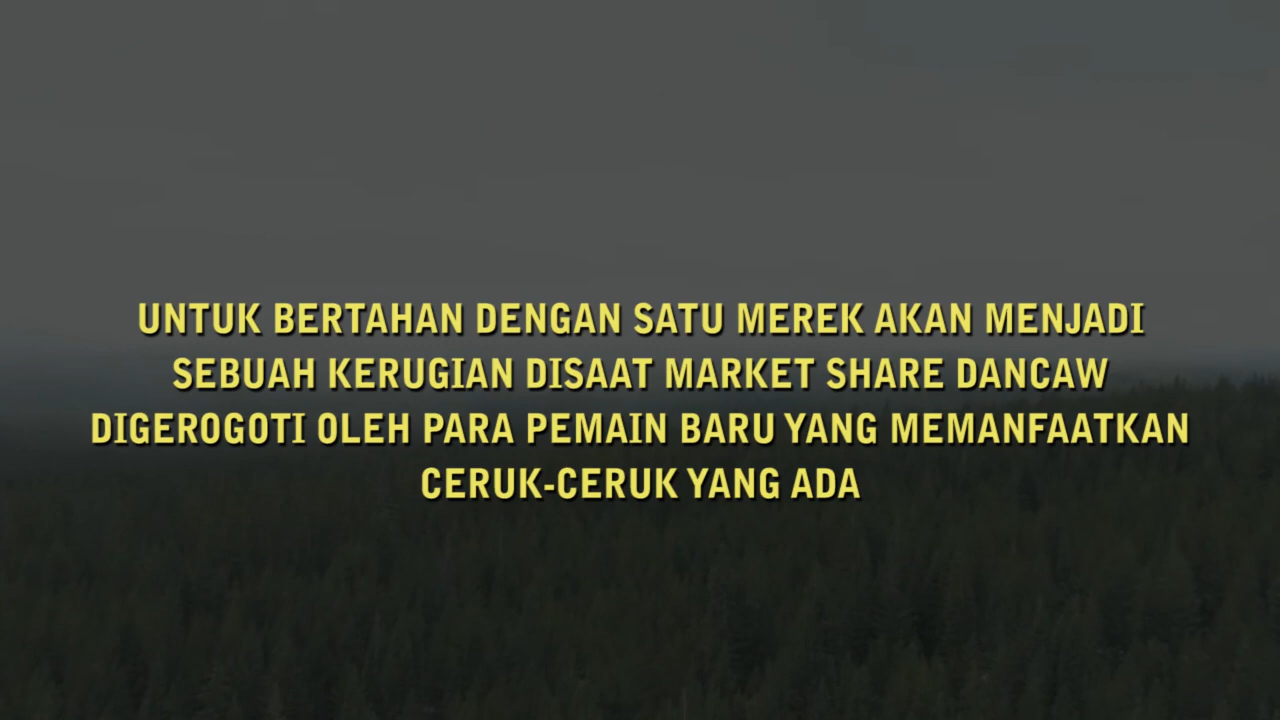 UNTUK BERTAHAN DENGAN SATU MEREK AKAN MENJADI
SEBUAH KERUGIAN DISAAT MARKET SHARE DANCAW
DIGEROGOTI OLEH PARA PEMAIN BARU YANG MEMANFAATKAN
CERUK-CERUK YANG ADA